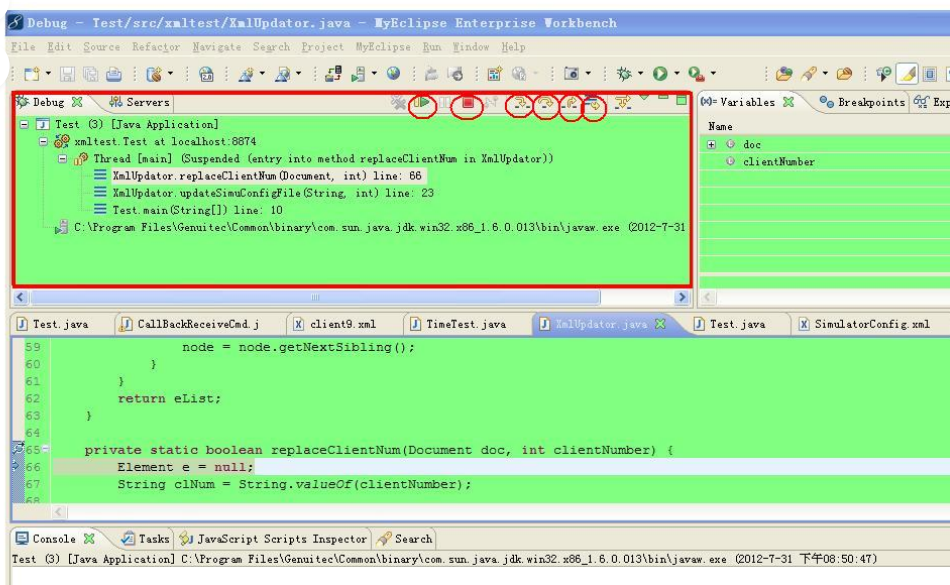 Debug - Test/src/xmltest/XmlUpdator.java - MyEclipse Enterprise Workbench
File Edit Source Refactor Navigate Search Project MyEclipse Run Window Help
Debug Servers
Test (3) [Java Application]
xmltest.Test at localhost:8874
Thread [main] (Suspended (entry into method replaceClientNum in XmlUpdator))
XmlUpdator.replaceClientNum(Document, int) line: 66
XmlUpdator.updateSimuConfigFile(String, int) line: 23
Test.main(String[]) line: 10
C:\Program Files\Genuitec\Common\binary\com.sun.java.jdk.win32.x86_1.6.0.013\bin\javaw.exe (2012-7-31
(x)= Variables Breakpoints Exp
Name
doc
clientNumber
Test.java CallBackReceiveCmd.j client9.xml TimeTest.java XmlUpdator.java Test.java SimulatorConfig.xml
59 node = node.getNextSibling();
60 }
61 }
62 return eList;
63 }
64
65 private static boolean replaceClientNum(Document doc, int clientNumber) {
66 Element e = null;
67 String clNum = String.valueOf(clientNumber);
68
Console Tasks JavaScript Scripts Inspector Search
Test (3) [Java Application] C:\Program Files\Genuitec\Common\binary\com.sun.java.jdk.win32.x86_1.6.0.013\bin\javaw.exe (2012-7-31 下午08:50:47)